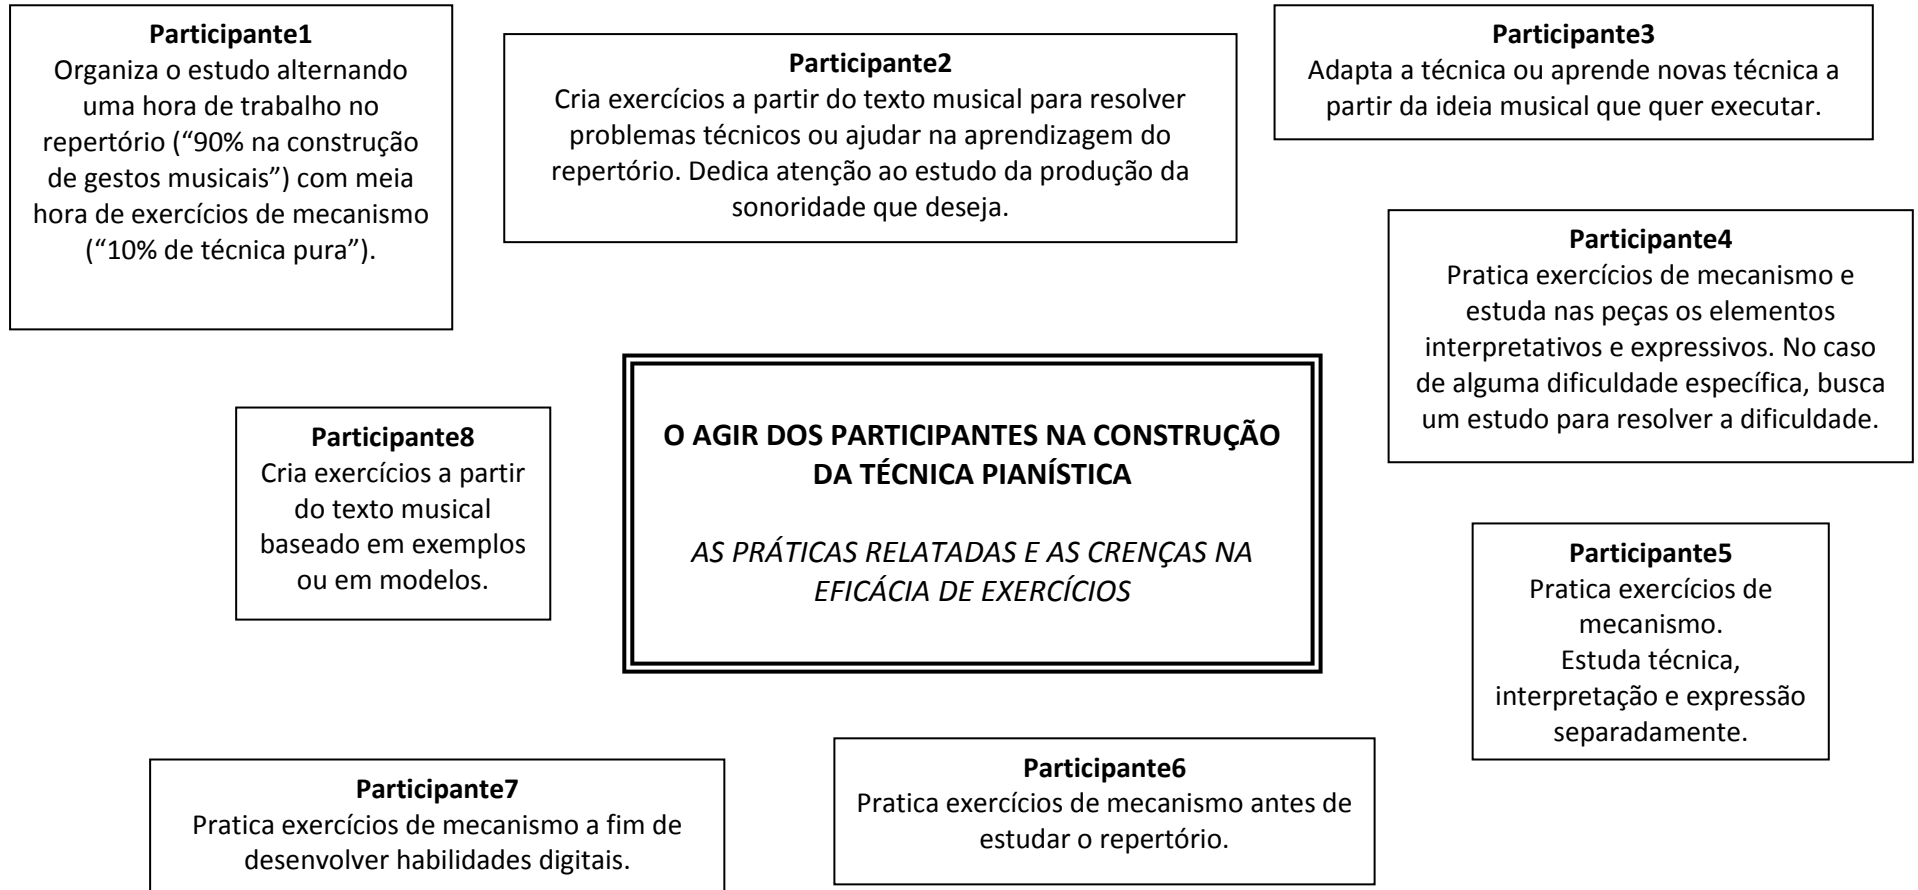 Participante1
Organiza o estudo alternando
uma hora de trabalho no
repertório (“90% na construção
de gestos musicais”) com meia
hora de exercícios de mecanismo
(“10% de técnica pura”).
Participante2
Cria exercícios a partir do texto musical para resolver
problemas técnicos ou ajudar na aprendizagem do
repertório. Dedica atenção ao estudo da produção da
sonoridade que deseja.
Participante3
Adapta a técnica ou aprende novas técnica a
partir da ideia musical que quer executar.
Participante4
Pratica exercícios de mecanismo e
estuda nas peças os elementos
interpretativos e expressivos. No caso
de alguma dificuldade específica, busca
um estudo para resolver a dificuldade.
Participante8
Cria exercícios a partir
do texto musical
baseado em exemplos
ou em modelos.
O AGIR DOS PARTICIPANTES NA CONSTRUÇÃO
DA TÉCNICA PIANÍSTICA
AS PRÁTICAS RELATADAS E AS CRENÇAS NA
EFICÁCIA DE EXERCÍCIOS
Participante5
Pratica exercícios de
mecanismo.
Estuda técnica,
interpretação e expressão
separadamente.
Participante7
Pratica exercícios de mecanismo a fim de
desenvolver habilidades digitais.
Participante6
Pratica exercícios de mecanismo antes de
estudar o repertório.